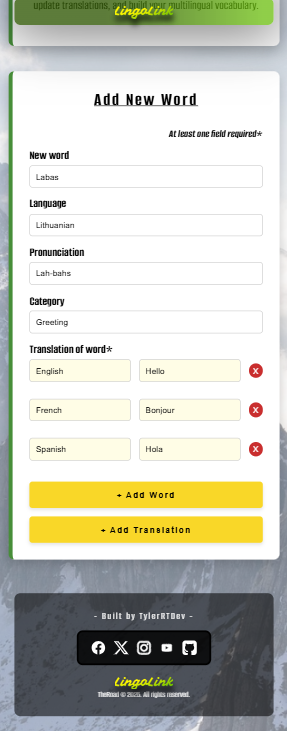 update translations, and build your multilingual vocabulary.
LingoLink
Add New Word
At least one field required*
New word
Labas
Language
Lithuanian
Pronunciation
Lah-bahs
Category
Greeting
Translation of word*
English Hello X
French Bonjour X
Spanish Hola X
+ Add Word
+ Add Translation
- Built by TylerRTDev -
LingoLink
TheRoad © 2025. All rights reserved.